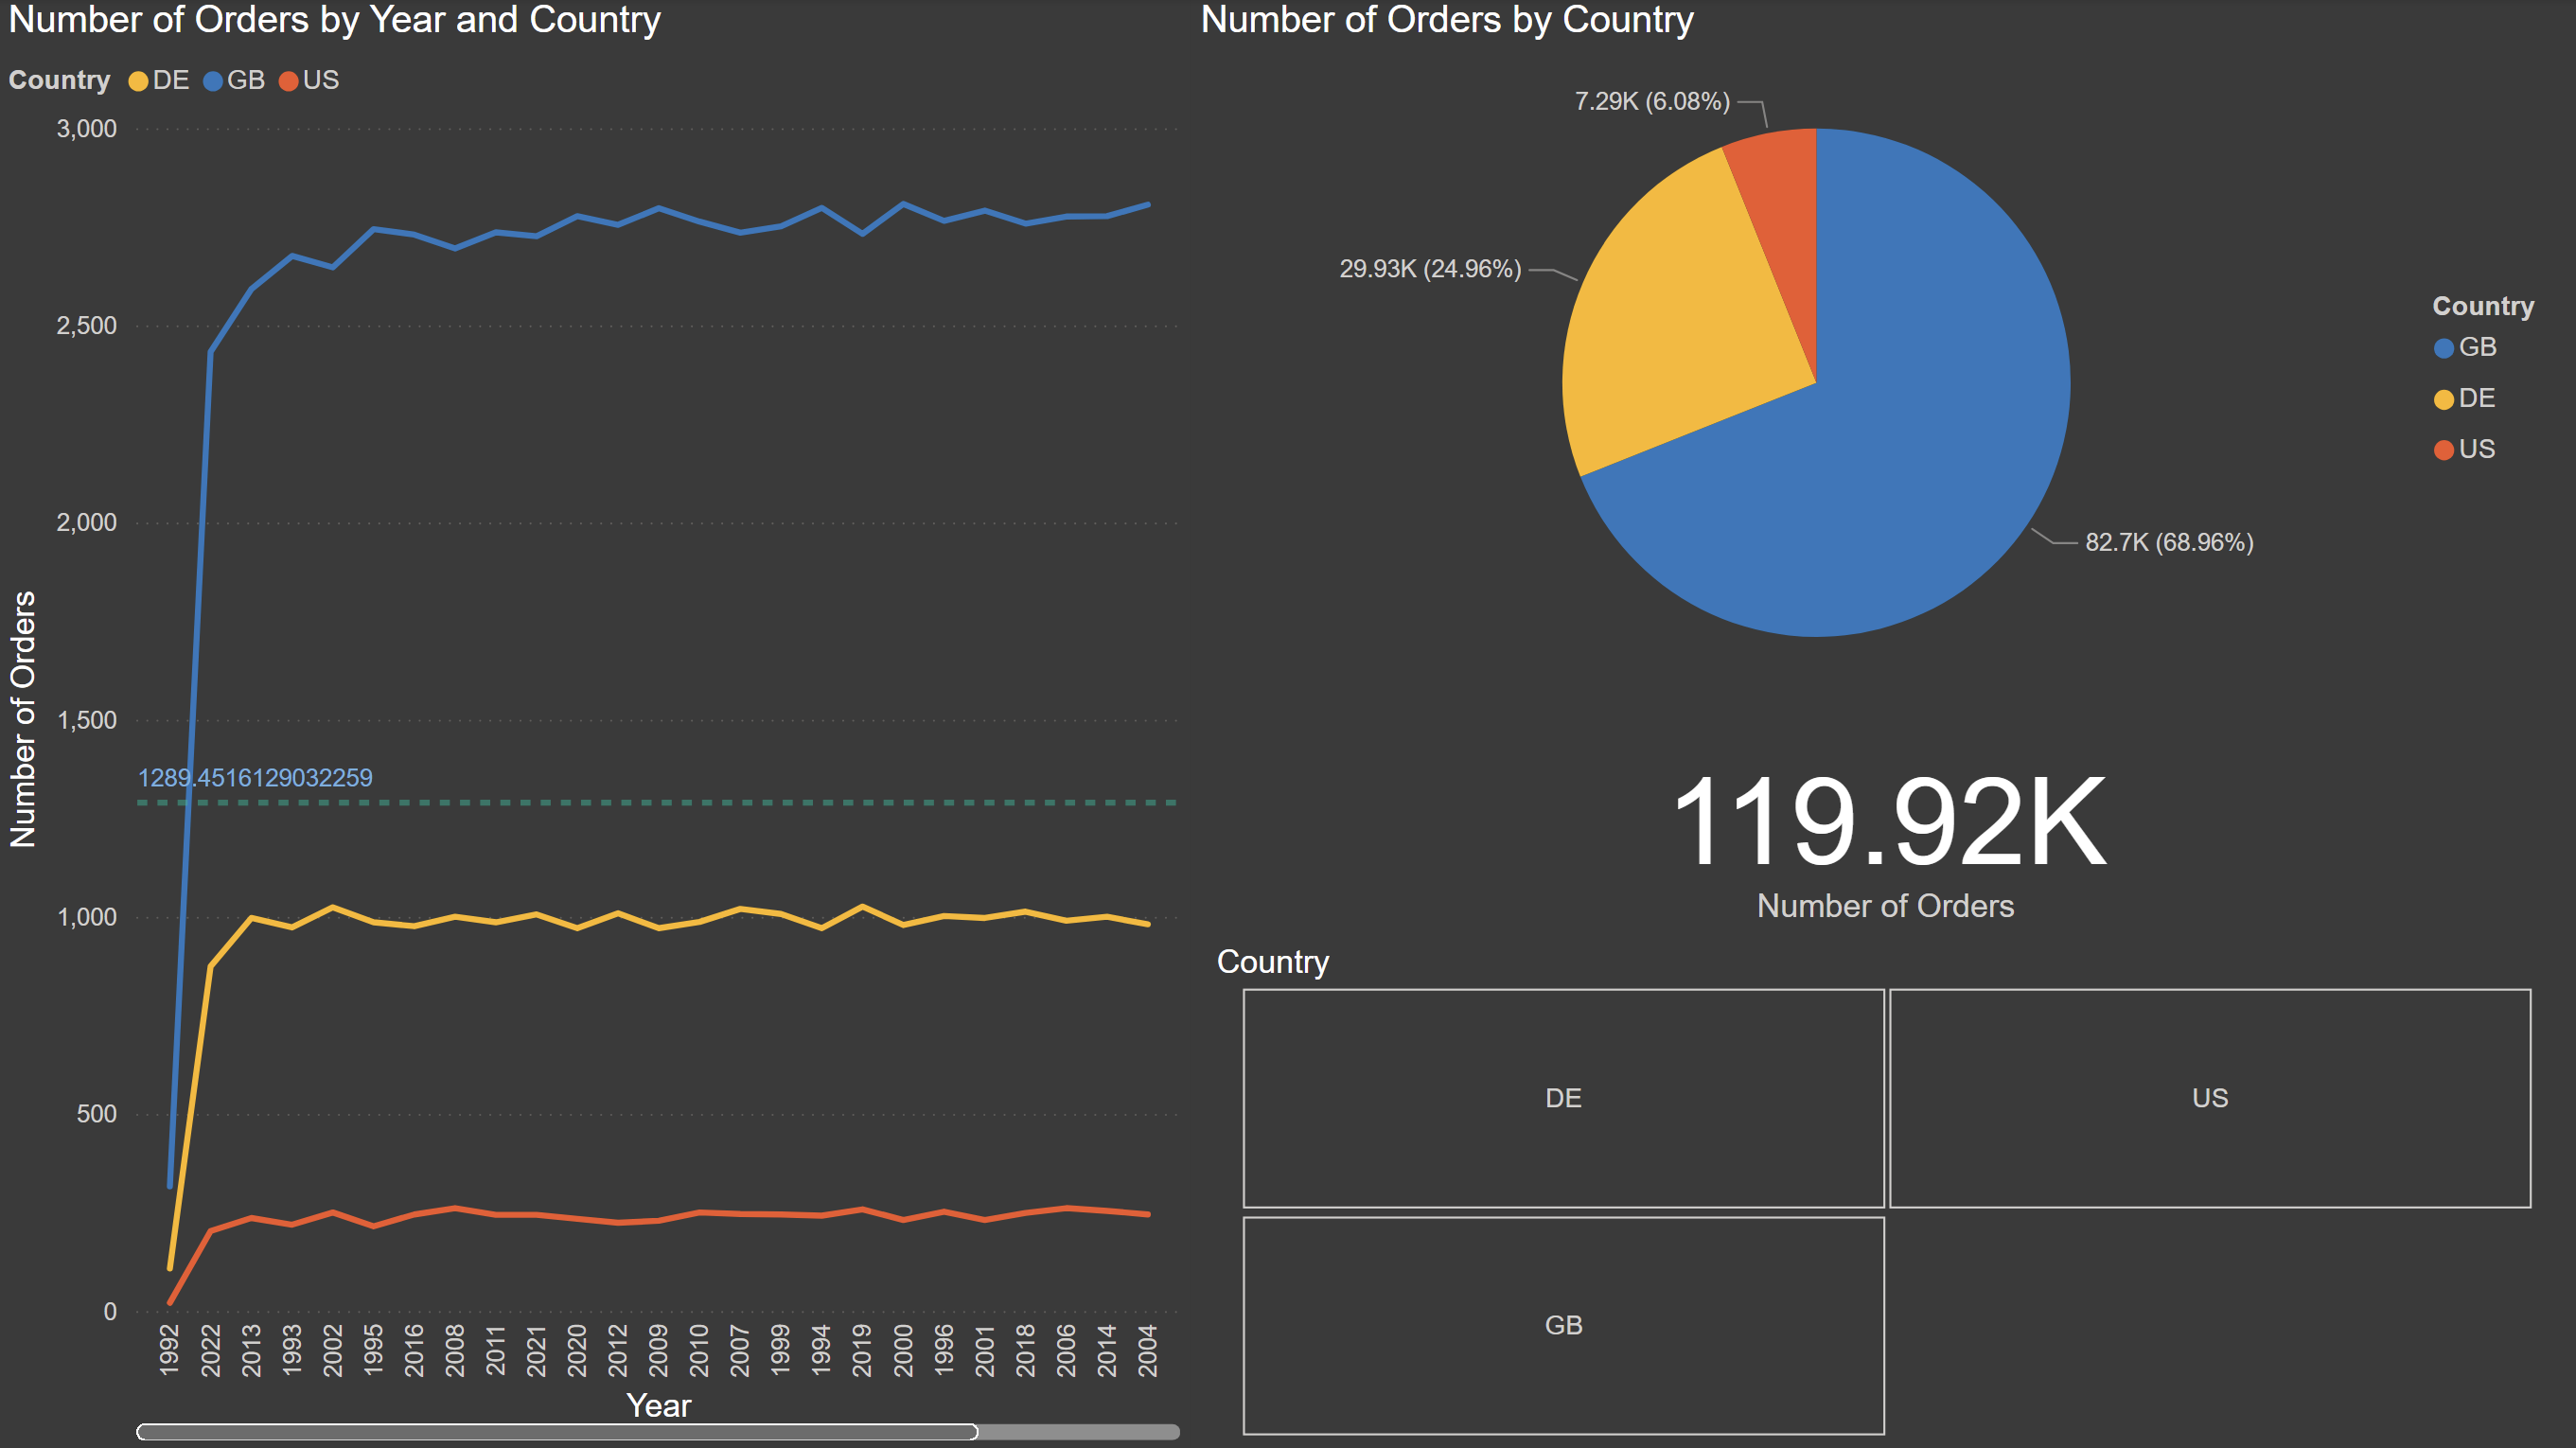 Number of Orders by Year and Country
Country DE GB US
3,000
2,500
2,000
1,500
1,000
500
0
Number of Orders
1289.4516129032259
1992 2022 2013 1993 2002 1995 2016 2008 2011 2021 2020 2012 2009 2010 2007 1999 1994 2019 2000 1996 2001 2018 2006 2014 2004
Year
Number of Orders by Country
7.29K (6.08%)
29.93K (24.96%)
82.7K (68.96%)
Country
GB
DE
US
119.92K
Number of Orders
Country
DE
US
GB